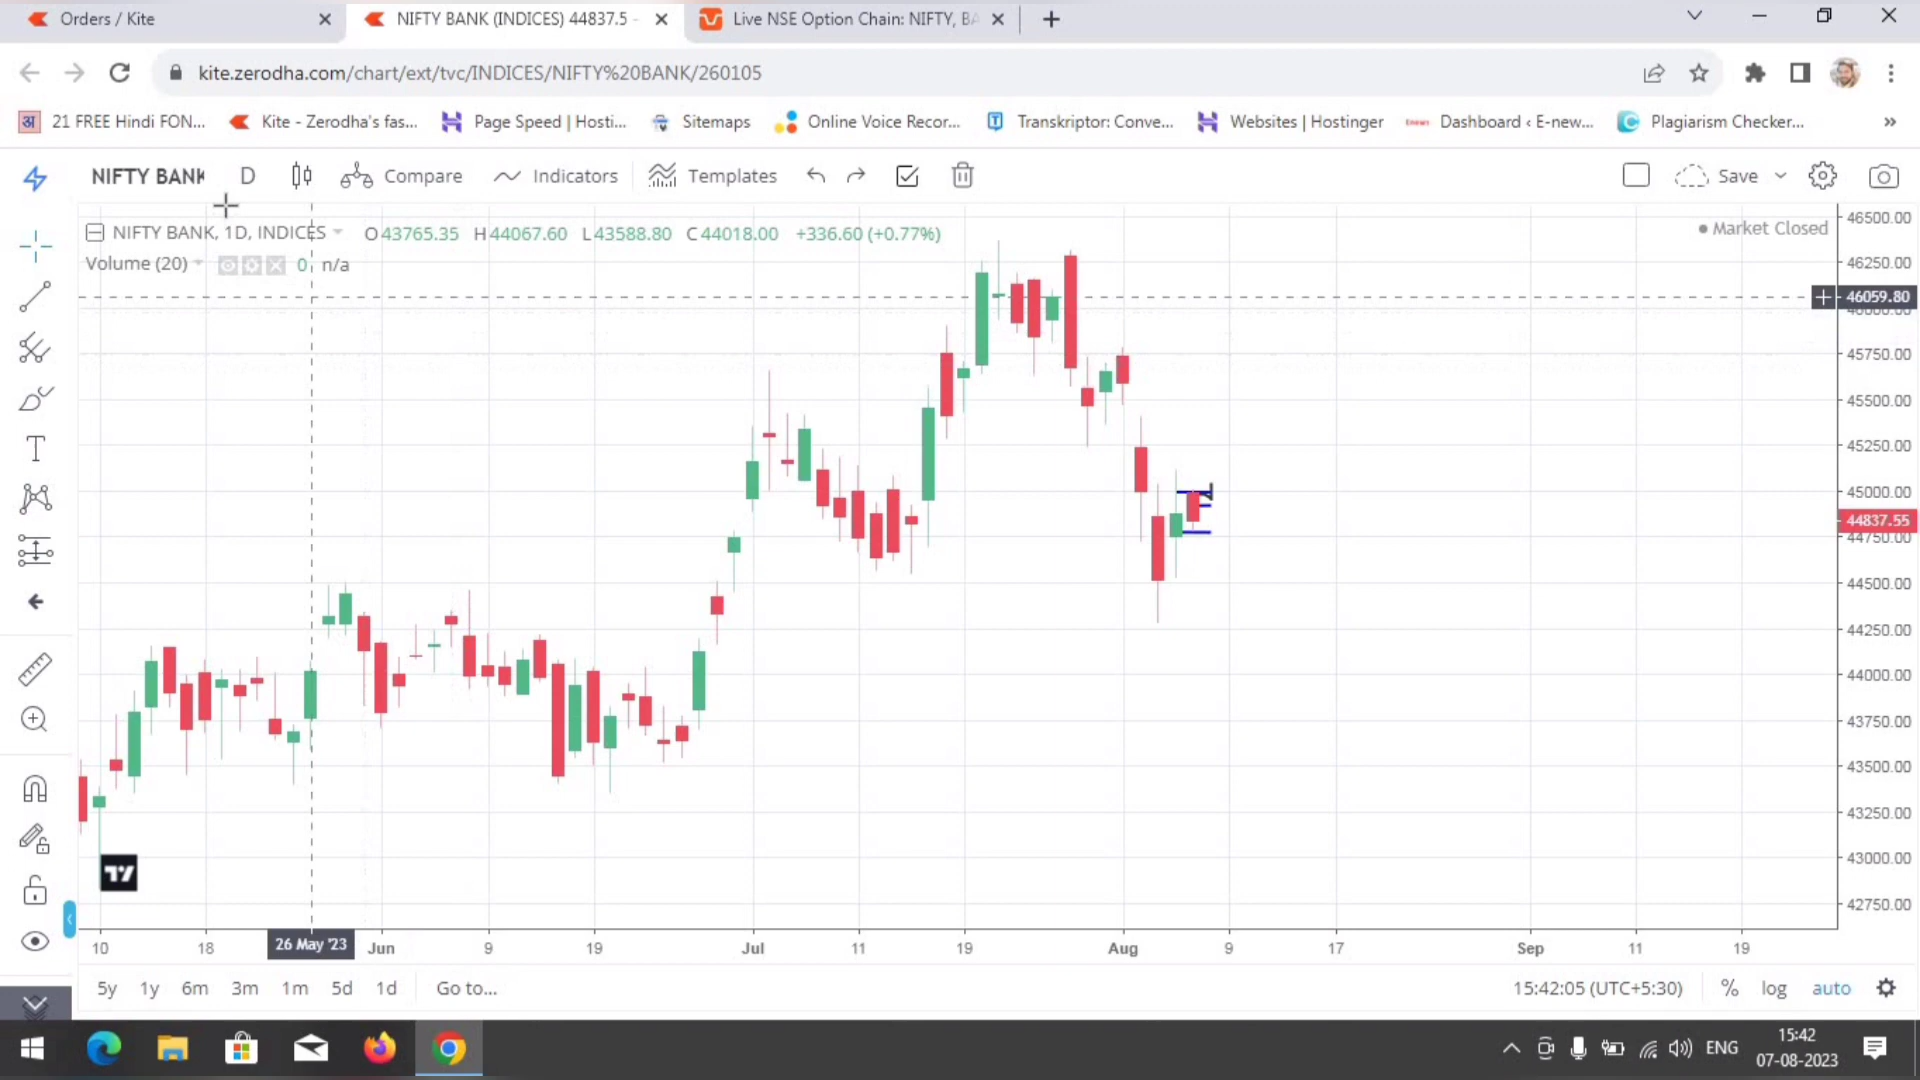 Orders / Kite
NIFTY BANK (INDICES) 44837.5 -
Live NSE Option Chain: NIFTY, BA
kite.zerodha.com/chart/ext/tvc/INDICES/NIFTY%20BANK/260105
21 FREE Hindi FON...
Kite - Zerodha's fas...
Page Speed | Hosti...
Sitemaps
Online Voice Recor...
Transkriptor: Conve...
Websites | Hostinger
Dashboard ‹ E-new...
Plagiarism Checker...
NIFTY BANK
D
Compare
Indicators
Templates
Save
NIFTY BANK, 1D, INDICES O43765.35 H44067.60 L43588.80 C44018.00 +336.60 (+0.77%)
Market Closed
Volume (20) 0 n/a
46500.00
46250.00
46059.80
46000.00
45750.00
45500.00
45250.00
45000.00
44837.55
44750.00
44500.00
44250.00
44000.00
43750.00
43500.00
43250.00
43000.00
42750.00
10 18 26 May '23 Jun 9 19 Jul 11 19 Aug 9 17 Sep 11 19
5y 1y 6m 3m 1m 5d 1d Go to...
15:42:05 (UTC+5:30) % log auto
ENG
15:42
07-08-2023